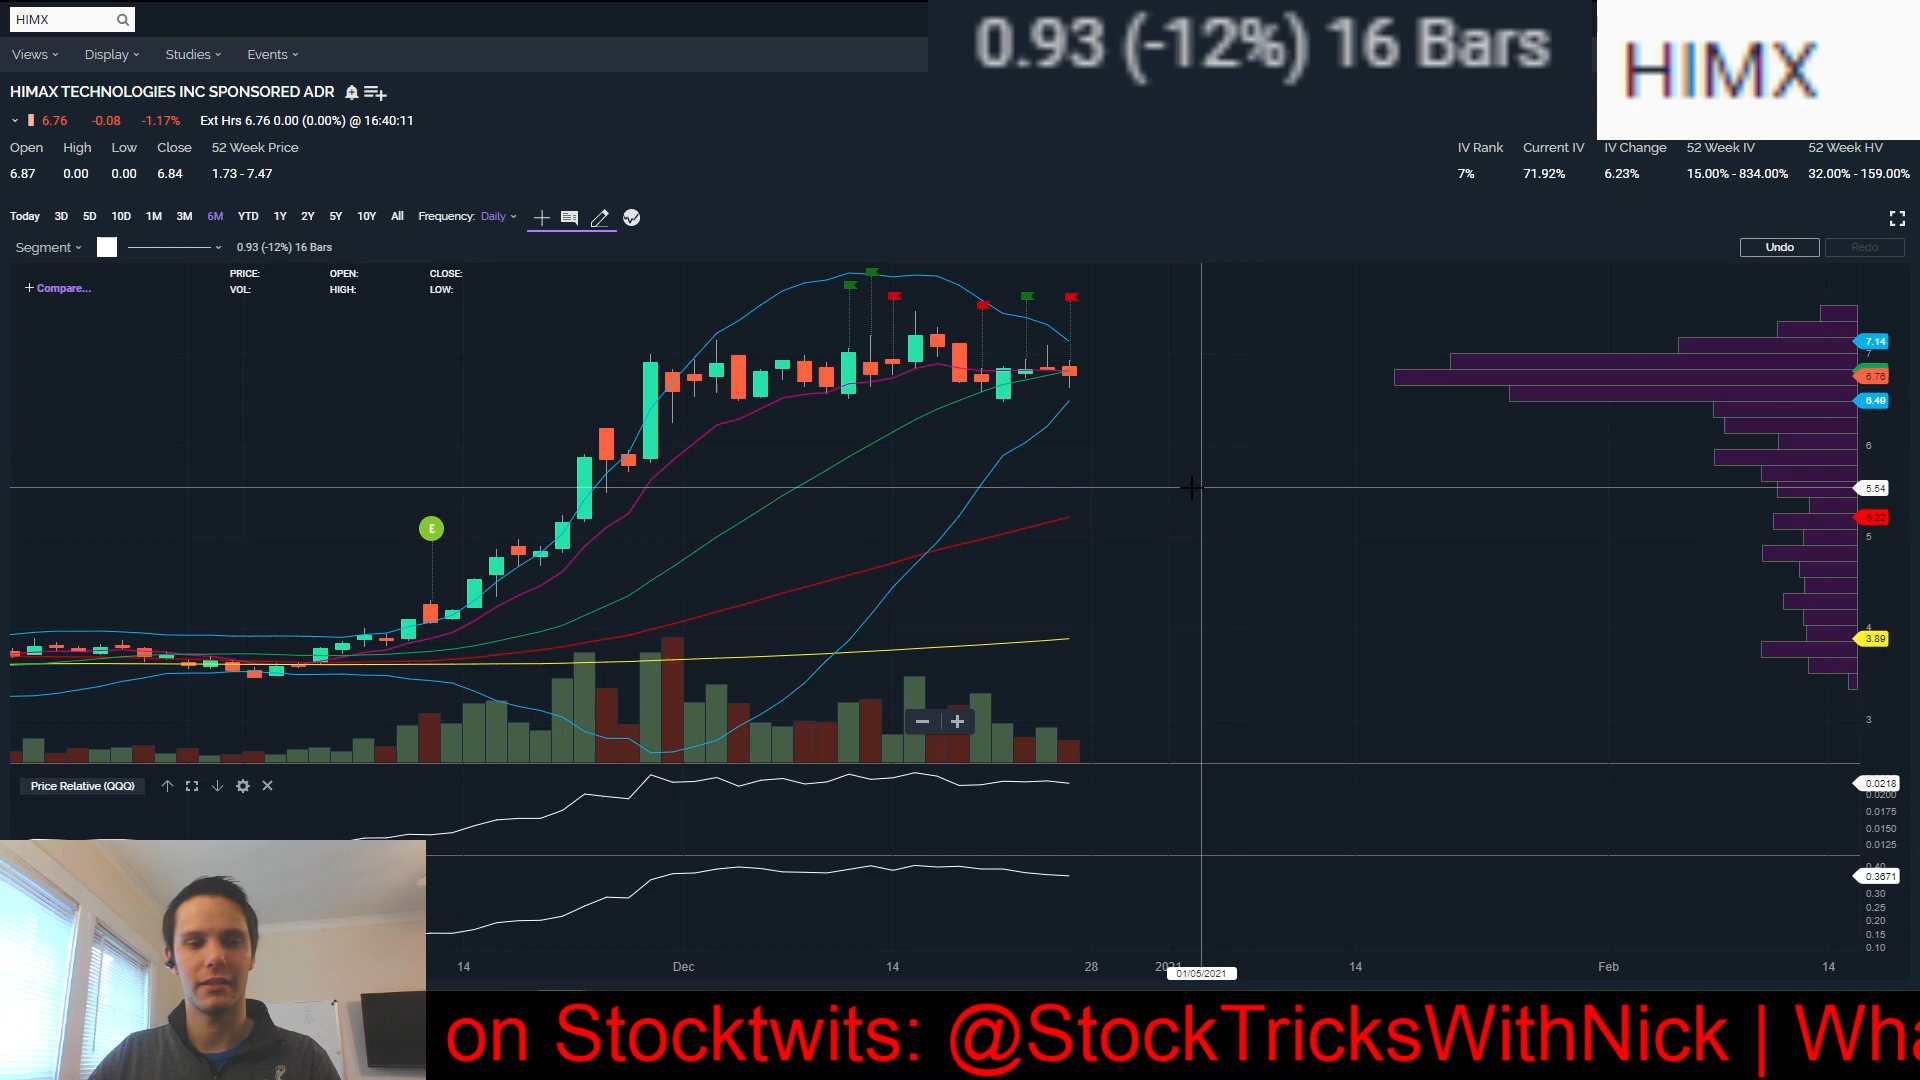 HIMX
0.93 (-12%) 16 Bars
HIMX
Views Display Studies Events
HIMAX TECHNOLOGIES INC SPONSORED ADR
6.76 -0.08 -1.17% Ext Hrs 6.76 0.00 (0.00%) @ 16:40:11
Open High Low Close 52 Week Price
6.87 0.00 0.00 6.84 1.73 - 7.47
IV Rank Current IV IV Change 52 Week IV 52 Week HV
7% 71.92% 6.23% 15.00% - 834.00% 32.00% - 159.00%
Today 3D 5D 10D 1M 3M 6M YTD 1Y 2Y 5Y 10Y All Frequency: Daily
Segment 0.93 (-12%) 16 Bars Undo Redo
PRICE: OPEN: CLOSE:
VOL: HIGH: LOW:
+ Compare...
E
7.14
7
6.76
6.49
6
5.54
5.22
5
4
3.89
3
− +
Price Relative (QQQ)
0.0218
0.0200
0.0175
0.0150
0.0125
0.40
0.3671
0.30
0.25
0.20
0.15
0.10
14 Dec 14 28 14 Feb 14
01/05/2021
on Stocktwits: @StockTricksWithNick |